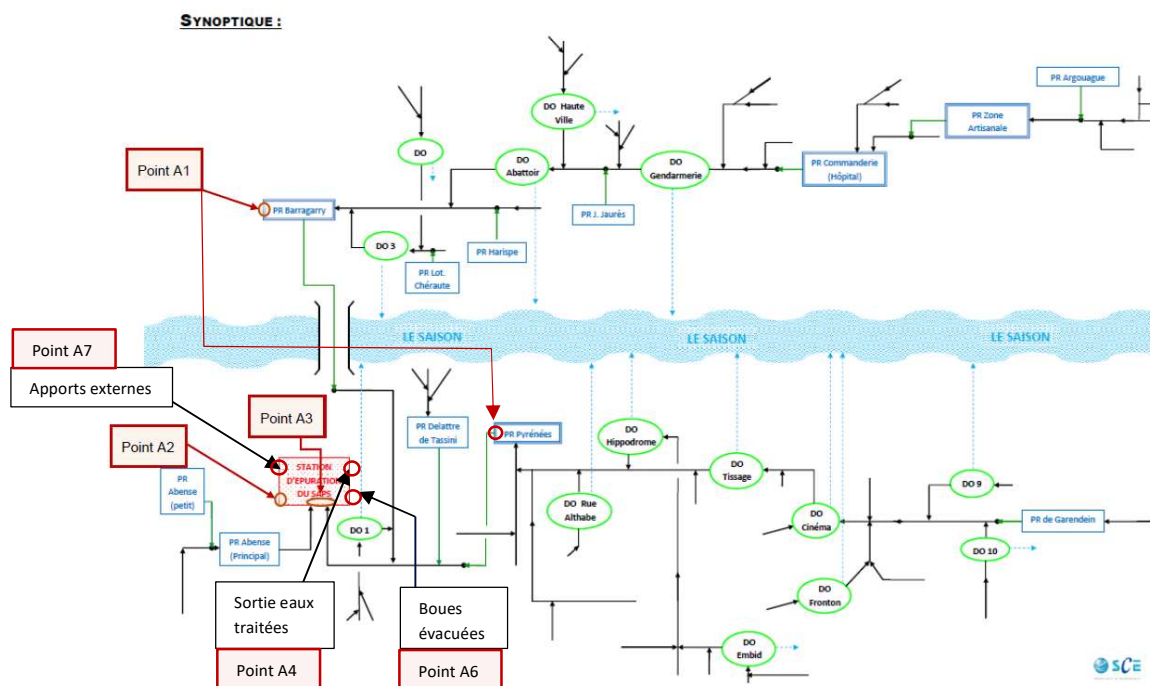 SYNOPTIQUE :
PR Argouague
DO Haute
Ville
PR Zone
Artisanale
DO
DO
Abattoir
DO
Gendarmerie
PR Commanderie
(Hôpital)
Point A1
PR Barragarry
PR J. Jaurès
DO 3
PR Harispe
PR Lot.
Chéraute
LE SAISON
LE SAISON
LE SAISON
Point A7
Apports externes
Point A3
PR Delattre
de Tassini
PR Pyrénées
DO
Hippodrome
Point A2
STATION
D'EPURATION
DU SAPS
DO
Tissage
PR
Abense
(petit)
DO Rue
Althabe
DO 9
DO
Cinéma
PR de Garendein
DO 1
PR Abense
(Principal)
DO 10
Sortie eaux
traitées
Boues
évacuées
DO
Fronton
Point A4
Point A6
DO
Embid
SCE